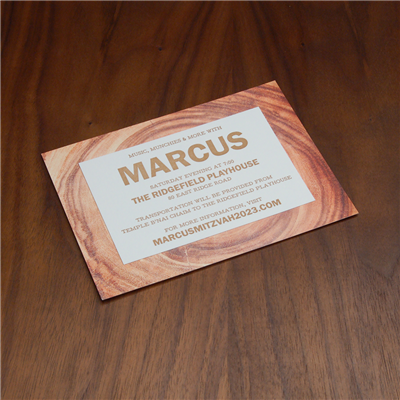 MUSIC, MUNCHIES & MORE WITH
MARCUS
SATURDAY EVENING AT 7:00
THE RIDGEFIELD PLAYHOUSE
80 EAST RIDGE ROAD
TRANSPORTATION WILL BE PROVIDED FROM
TEMPLE B'HAI CHAIM TO THE RIDGEFIELD PLAYHOUSE
FOR MORE INFORMATION, VISIT
MARCUSMITZVAH2023.COM